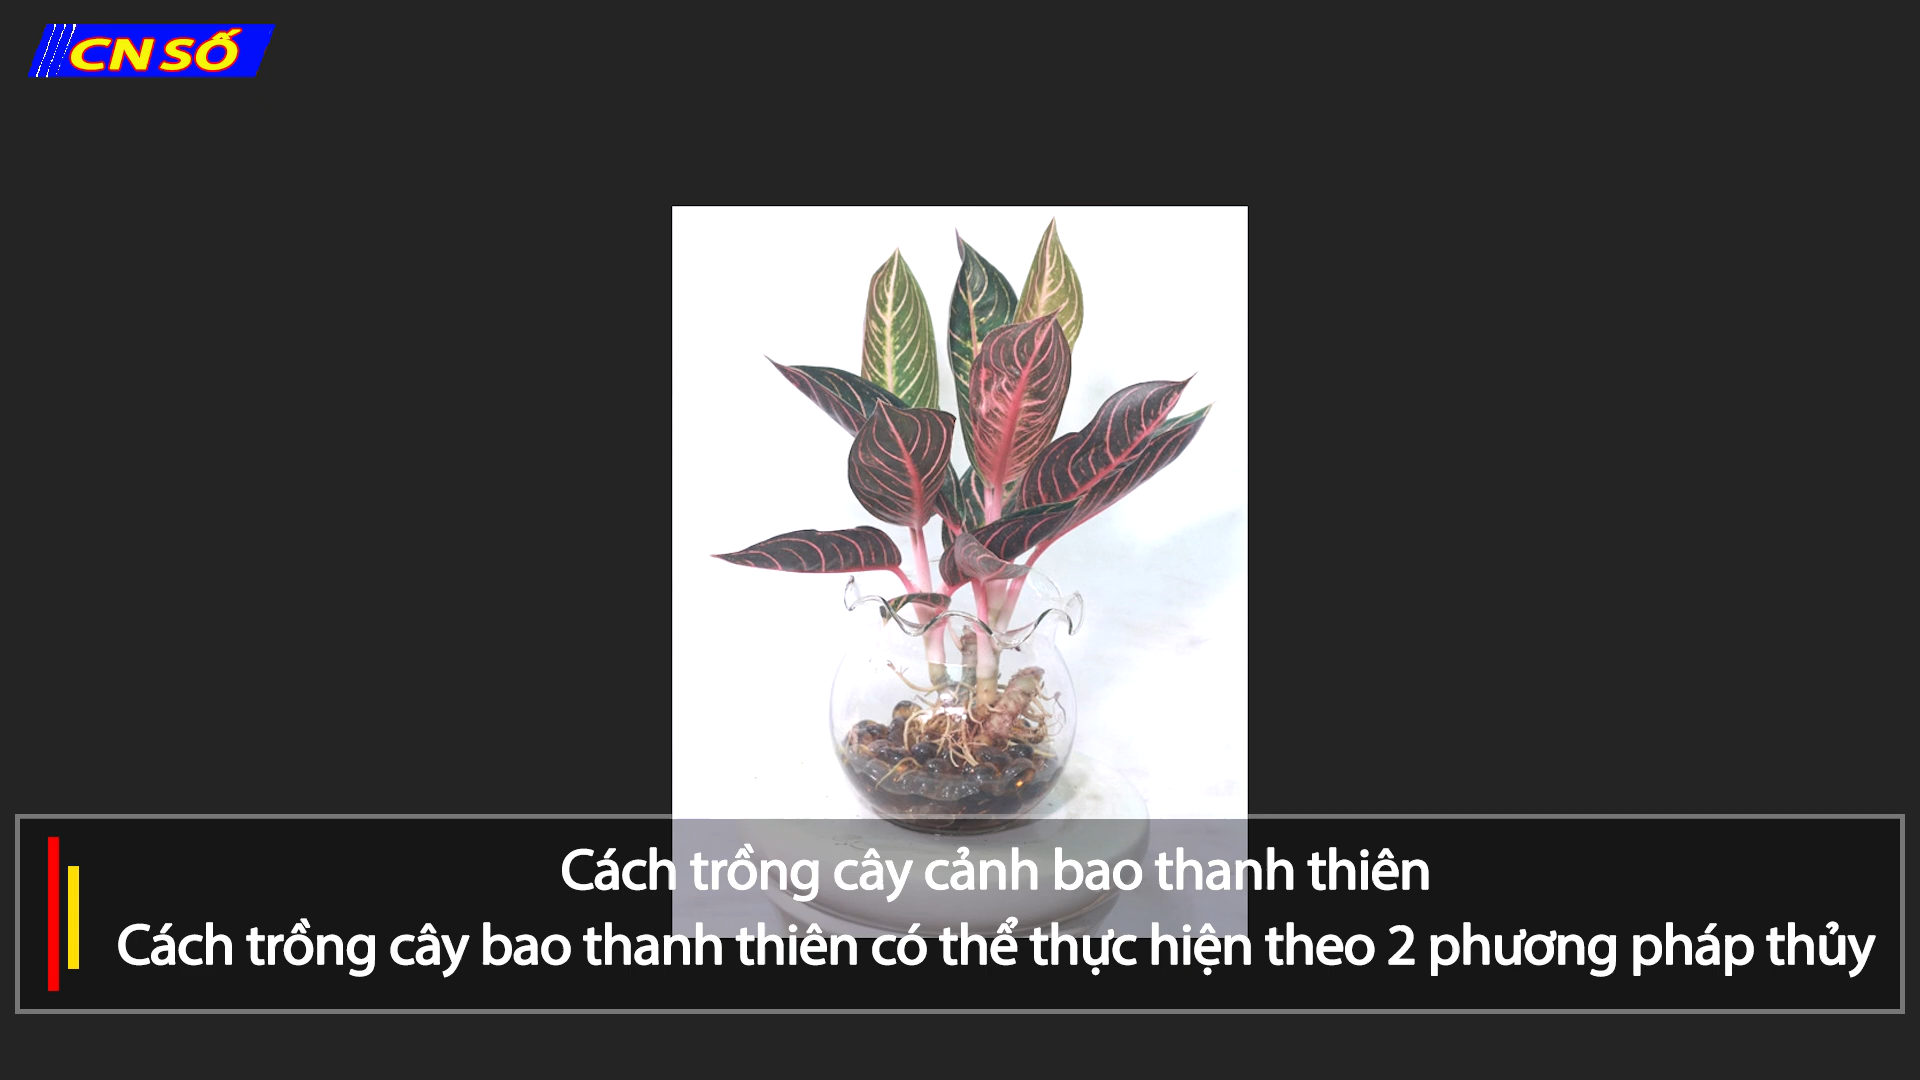 CN SỐ
Cách trồng cây cảnh bao thanh thiên
Cách trồng cây bao thanh thiên có thể thực hiện theo 2 phương pháp thủy